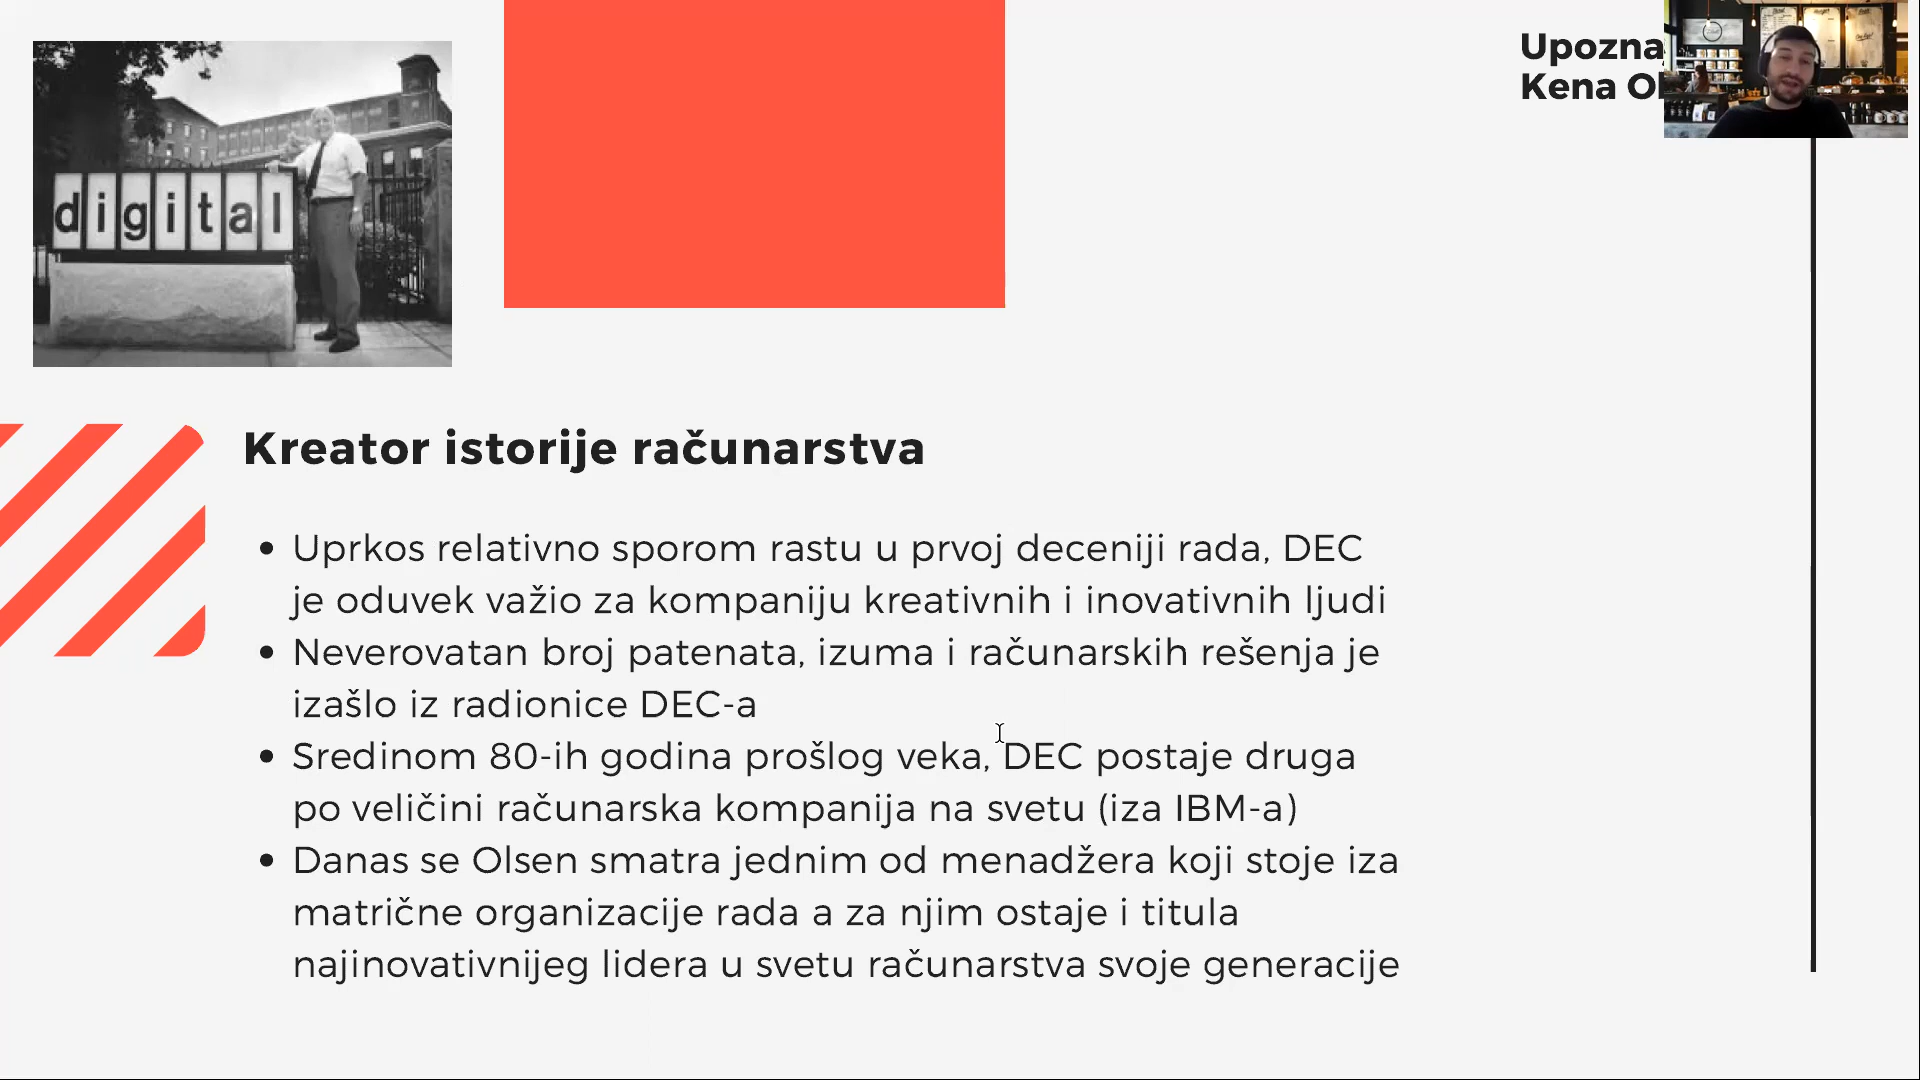 digital
Kena
Kreator istorije računarstva
Uprkos relativno sporom rastu u prvoj deceniji rada, DEC
je oduvek važio za kompaniju kreativnih i inovativnih ljudi
Neverovatan broj patenata, izuma i računarskih rešenja je
izašlo iz radionice DEC-a
Sredinom 80-ih godina prošlog veka, DEC postaje druga
po veličini računarska kompanija na svetu (iza IBM-a)
Danas se Olsen smatra jednim od menadžera koji stoje iza
matrične organizacije rada a za njim ostaje i titula
najinovativnijeg lidera u svetu računarstva svoje generacije